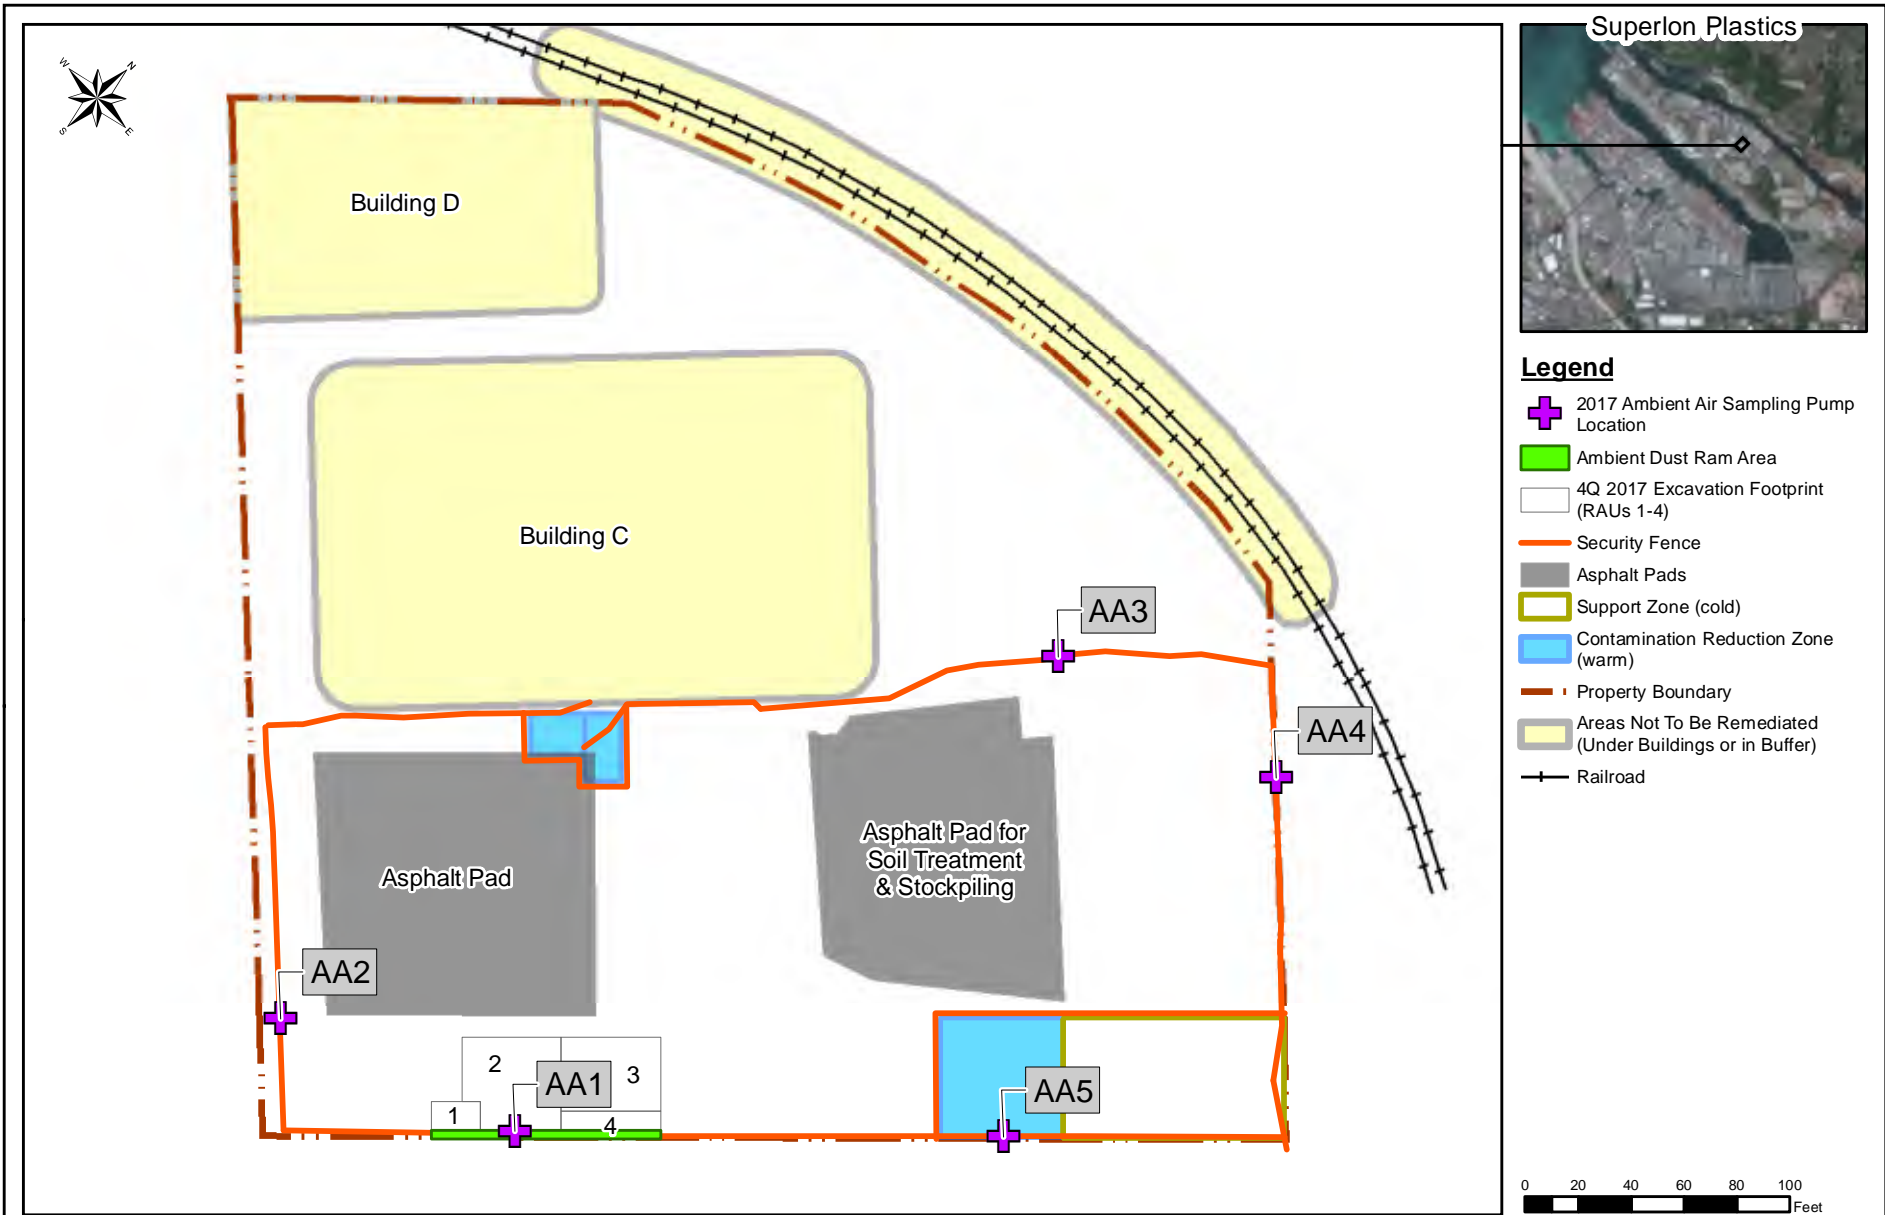 Superlon Plastics
W
N
S
E
Building D
Building C
AA3
AA4
Asphalt Pad for
Soil Treatment
& Stockpiling
Asphalt Pad
AA2
2
AA1
3
1
4
AA5
Legend
2017 Ambient Air Sampling Pump
Location
Ambient Dust Ram Area
4Q 2017 Excavation Footprint
(RAUs 1-4)
Security Fence
Asphalt Pads
Support Zone (cold)
Contamination Reduction Zone
(warm)
Property Boundary
Areas Not To Be Remediated
(Under Buildings or in Buffer)
Railroad
0 20 40 60 80 100
Feet